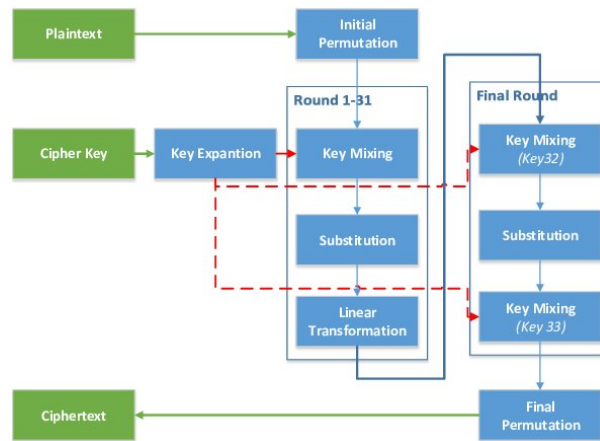 Plaintext
Initial
Permutation
Round 1-31
Final Round
Cipher Key
Key Expantion
Key Mixing
Key Mixing
(Key32)
Substitution
Substitution
Linear
Transformation
Key Mixing
(Key 33)
Ciphertext
Final
Permutation